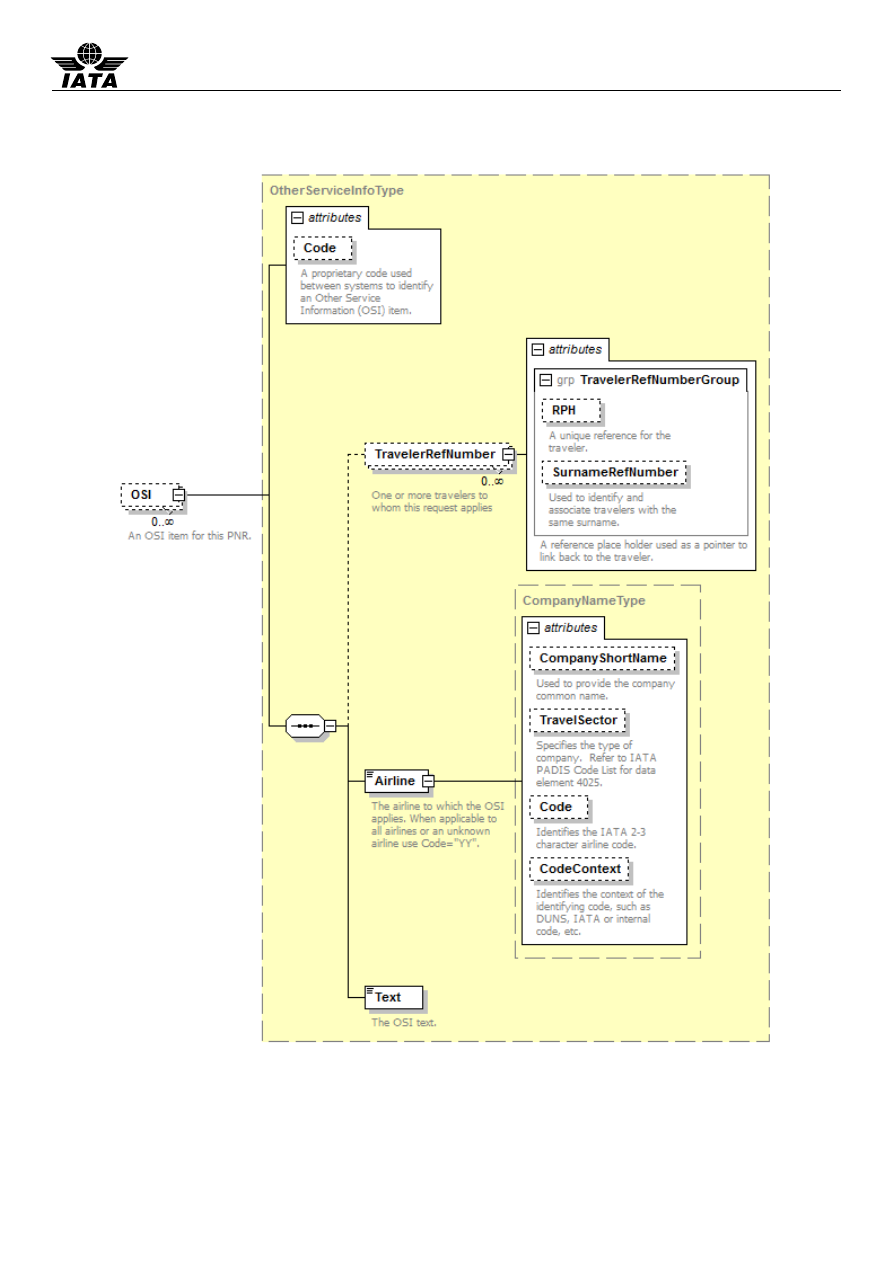 IATA
OtherServiceInfoType
attributes
Code
A proprietary code used
between systems to identify
an Other Service
Information (OSI) item.
attributes
grp TravelerRefNumberGroup
RPH
A unique reference for the
traveler.
SurnameRefNumber
Used to identify and
associate travelers with the
same surname.
A reference place holder used as a pointer to
link back to the traveler.
TravelerRefNumber
0..∞
One or more travelers to
whom this request applies
OSI
0..∞
An OSI item for this PNR.
CompanyNameType
attributes
CompanyShortName
Used to provide the company
common name.
TravelSector
Specifies the type of
company.  Refer to IATA
PADIS Code List for data
element 4025.
Airline
The airline to which the OSI
applies. When applicable to
all airlines or an unknown
airline use Code="YY".
Code
Identifies the IATA 2-3
character airline code.
CodeContext
Identifies the context of the
identifying code, such as
DUNS, IATA or internal
code, etc.
Text
The OSI text.